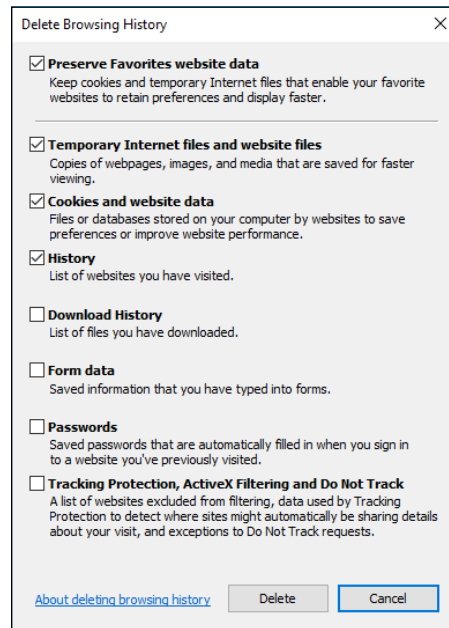 Delete Browsing History
Preserve Favorites website data
Keep cookies and temporary Internet files that enable your favorite
websites to retain preferences and display faster.
Temporary Internet files and website files
Copies of webpages, images, and media that are saved for faster
viewing.
Cookies and website data
Files or databases stored on your computer by websites to save
preferences or improve website performance.
History
List of websites you have visited.
Download History
List of files you have downloaded.
Form data
Saved information that you have typed into forms.
Passwords
Saved passwords that are automatically filled in when you sign in
to a website you've previously visited.
Tracking Protection, ActiveX Filtering and Do Not Track
A list of websites excluded from filtering, data used by Tracking
Protection to detect where sites might automatically be sharing details
about your visit, and exceptions to Do Not Track requests.
About deleting browsing history Delete Cancel